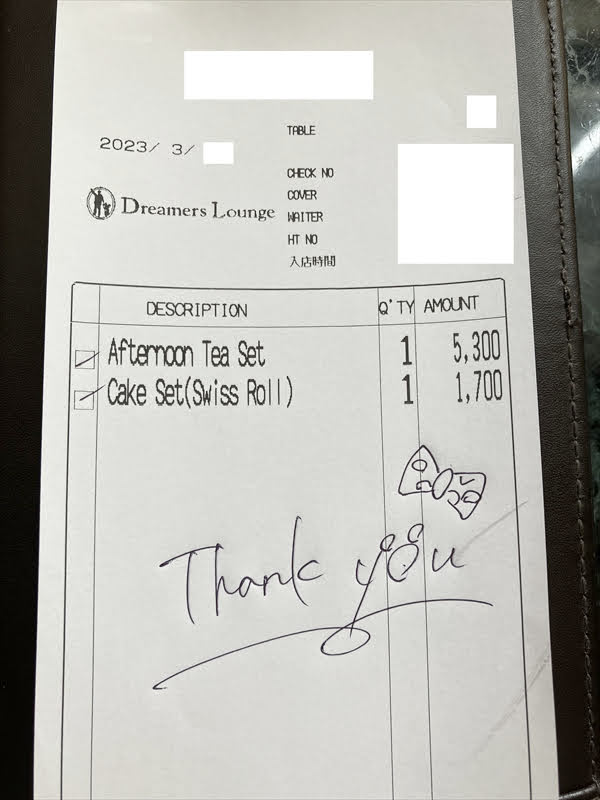 TABLE
2023/ 3/
CHECK NO
COVER
Dreamers Lounge
WAITER
HT NO
入店時間
DESCRIPTION Q'TY AMOUNT
Afternoon Tea Set 1 5,300
Cake Set(Swiss Roll) 1 1,700
Thank you